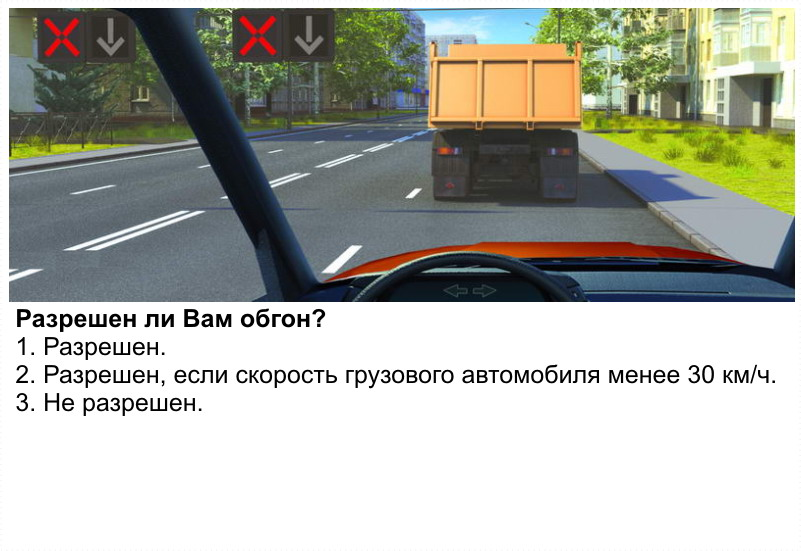 Разрешен ли Вам обгон?
1. Разрешен.
2. Разрешен, если скорость грузового автомобиля менее 30 км/ч.
3. Не разрешен.